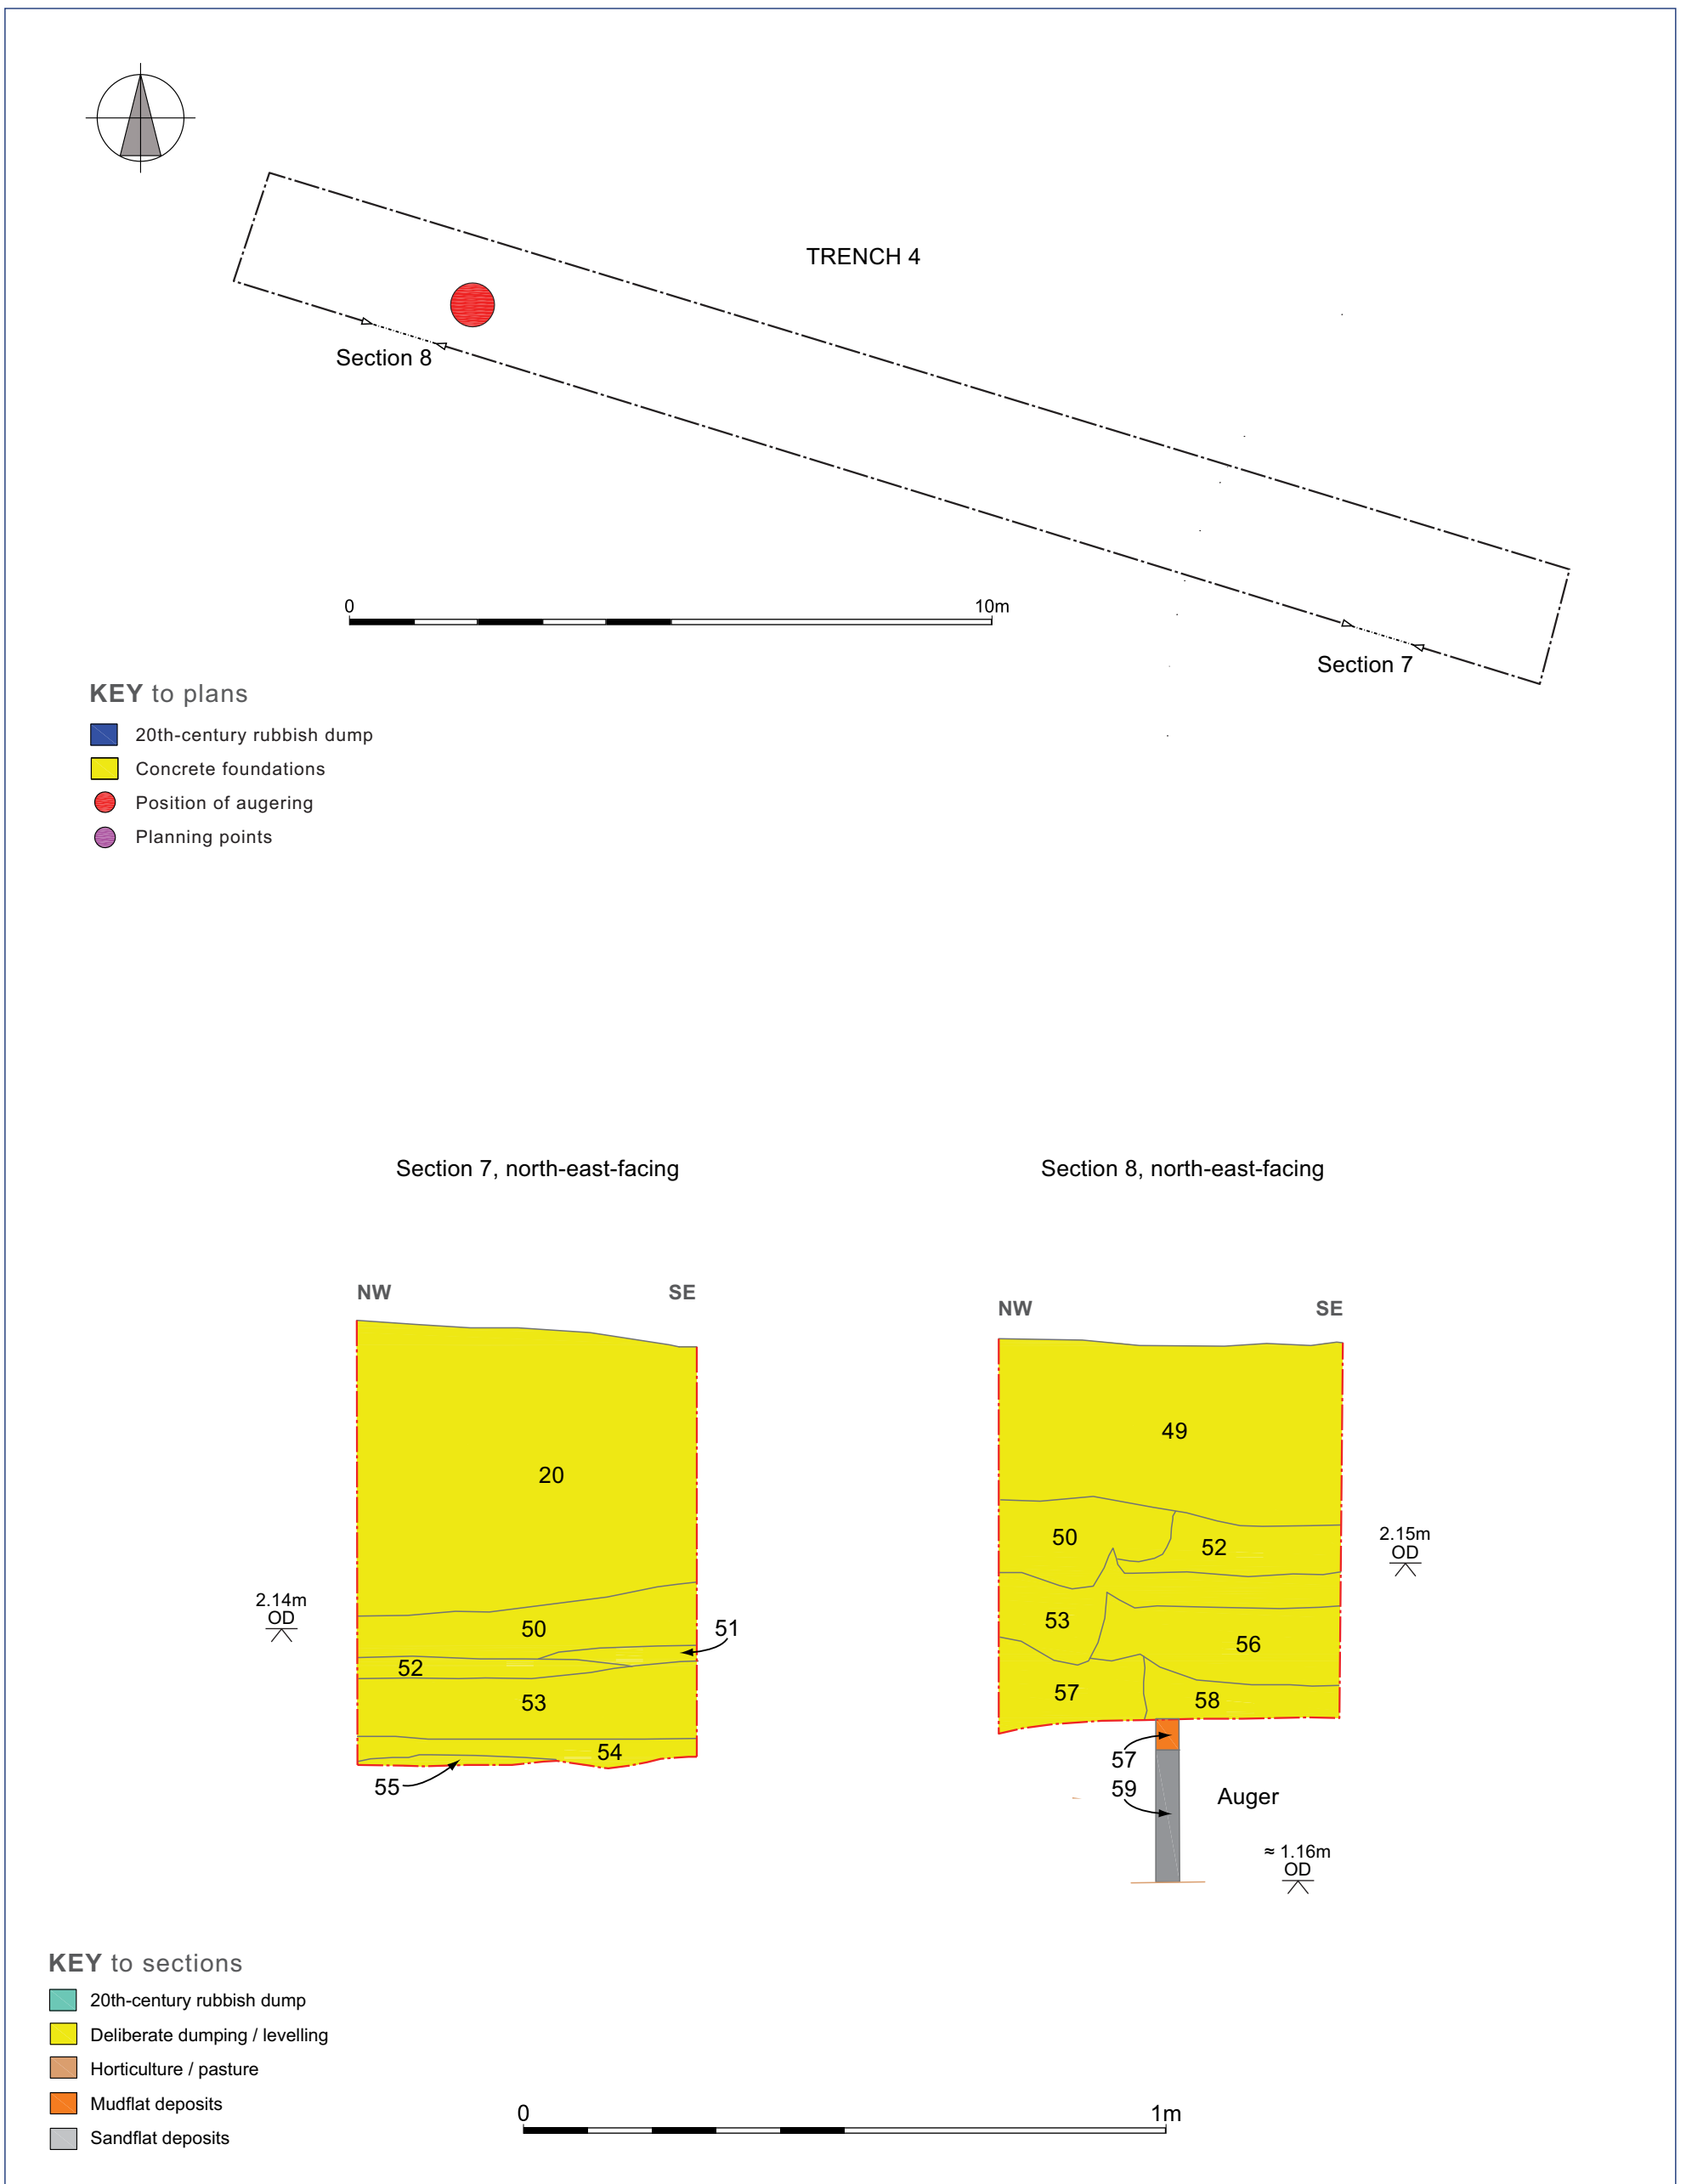 TRENCH 4
Section 8
0 10m
Section 7
KEY to plans
20th-century rubbish dump
Concrete foundations
Position of augering
Planning points
Section 7, north-east-facing
Section 8, north-east-facing
NW SE
NW SE
20
49
50
52
2.15m
OD
2.14m
OD
50
51
52
53
53
56
57
58
54
55
57
59
Auger
≈ 1.16m
OD
KEY to sections
20th-century rubbish dump
Deliberate dumping / levelling
Horticulture / pasture
Mudflat deposits
Sandflat deposits
0 1m